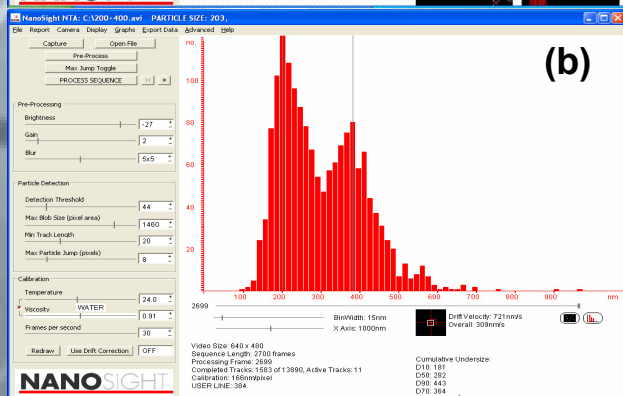 NanoSight NTA: C:\200-400.avi PARTICLE SIZE: 203,
File Report Camera Display Graphs Export Data Advanced Help
Capture Open File
Pre-Process
Max Jump Toggle
PROCESS SEQUENCE
Pre-Processing
Brightness
-27
Gain
2
Blur
5x5
Particle Detection
Detection Threshold
44
Max Blob Size (pixel area)
1460
Min Track Length
20
Max Particle Jump (pixels)
8
Calibration
Temperature
24.0
Viscosity WATER
0.91
Frames per second
30
Redraw Use Drift Correction OFF
NANOSIGHT
(b)
no.
100
80
60
40
20
100 200 300 400 500 600 700 800 900 nm
2699
BinWidth: 15nm
X Axis: 1000nm
Drift Velocity: 721nm/s
Overall: 309nm/s
Video Size: 640 x 480
Sequence Length: 2700 frames
Processing Frame: 2699
Completed Tracks: 1583 of 13890, Active Tracks: 11
Calibration: 166nm/pixel
USER LINE: 384
Cumulative Undersize:
D10: 181
D50: 282
D90: 443
D70: 364